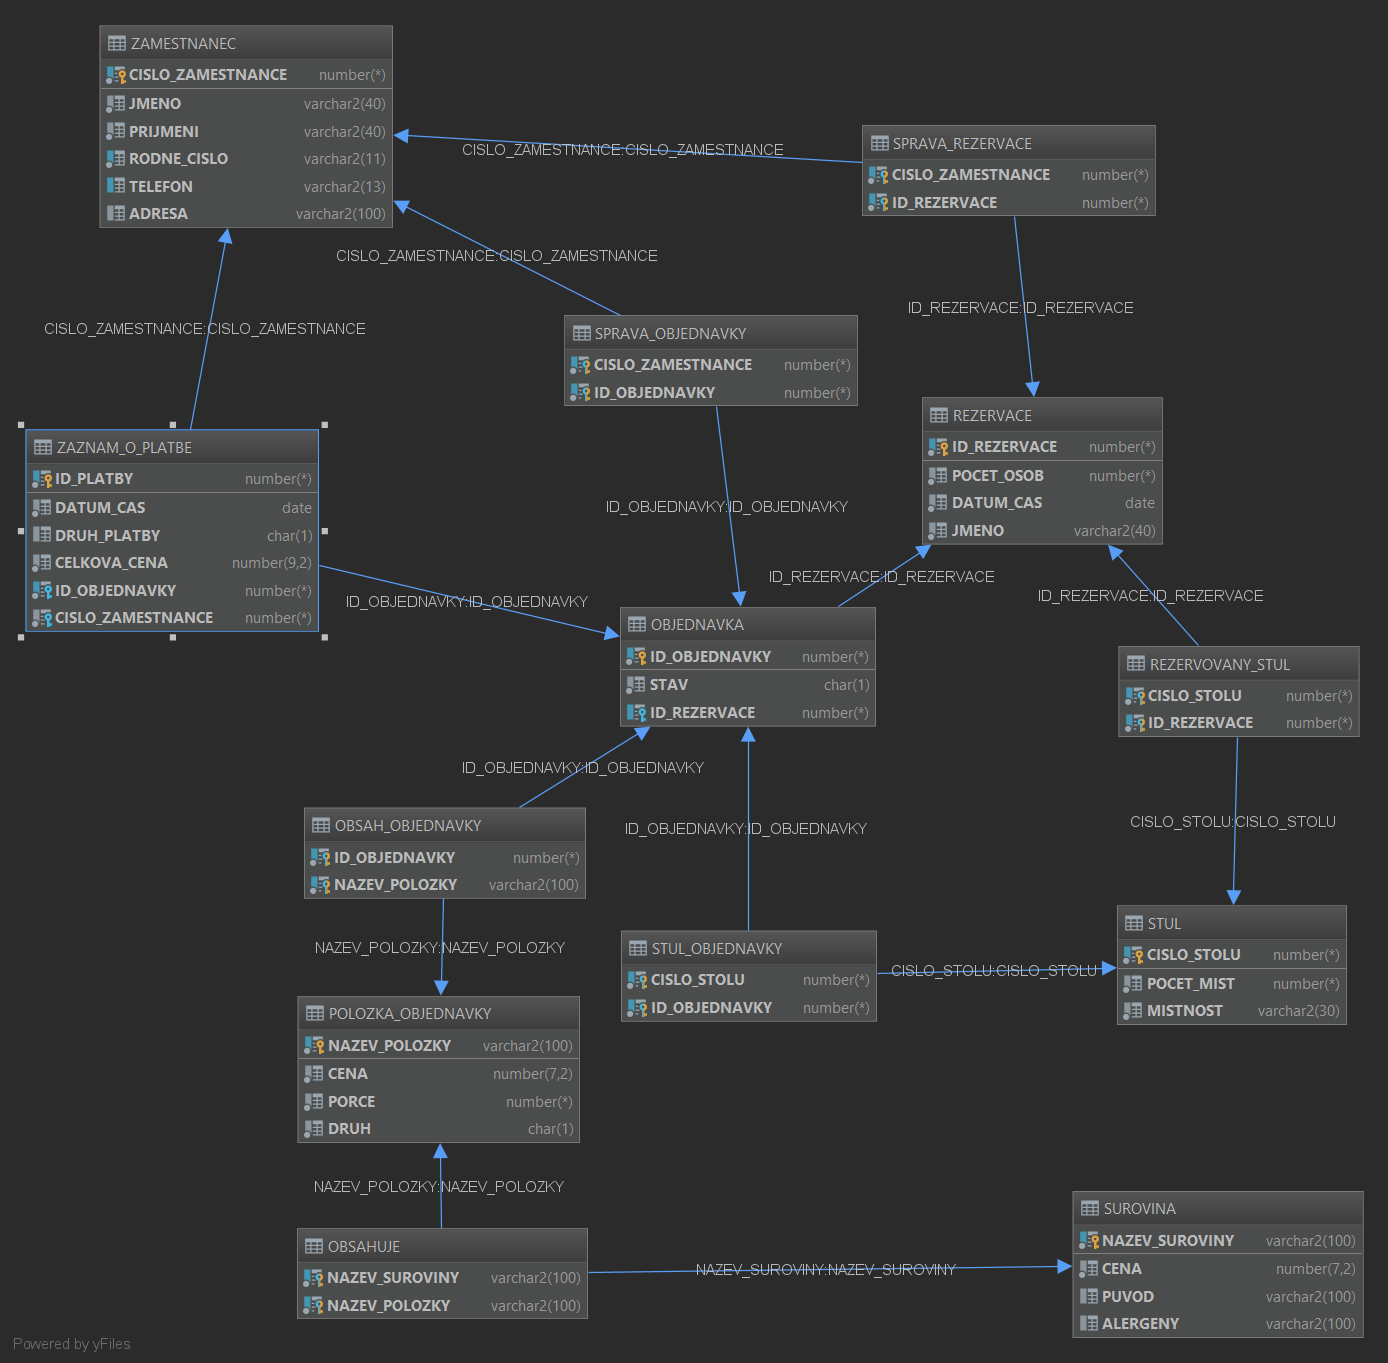 ZAMESTNANEC
CISLO_ZAMESTNANCE number(*)
JMENO varchar2(40)
PRIJMENI varchar2(40)
RODNE_CISLO varchar2(11)
TELEFON varchar2(13)
ADRESA varchar2(100)
SPRAVA_REZERVACE
CISLO_ZAMESTNANCE number(*)
ID_REZERVACE number(*)
CISLO_ZAMESTNANCE:CISLO_ZAMESTNANCE
CISLO_ZAMESTNANCE:CISLO_ZAMESTNANCE
ID_REZERVACE:ID_REZERVACE
CISLO_ZAMESTNANCE:CISLO_ZAMESTNANCE
SPRAVA_OBJEDNAVKY
CISLO_ZAMESTNANCE number(*)
ID_OBJEDNAVKY number(*)
REZERVACE
ID_REZERVACE number(*)
POCET_OSOB number(*)
DATUM_CAS date
JMENO varchar2(40)
ZAZNAM_O_PLATBE
ID_PLATBY number(*)
DATUM_CAS date
DRUH_PLATBY char(1)
CELKOVA_CENA number(9,2)
ID_OBJEDNAVKY number(*)
CISLO_ZAMESTNANCE number(*)
ID_OBJEDNAVKY:ID_OBJEDNAVKY
ID_REZERVACE:ID_REZERVACE
ID_OBJEDNAVKY:ID_OBJEDNAVKY
ID_REZERVACE:ID_REZERVACE
OBJEDNAVKA
ID_OBJEDNAVKY number(*)
STAV char(1)
ID_REZERVACE number(*)
REZERVOVANY_STUL
CISLO_STOLU number(*)
ID_REZERVACE number(*)
ID_OBJEDNAVKY:ID_OBJEDNAVKY
CISLO_STOLU:CISLO_STOLU
ID_OBJEDNAVKY:ID_OBJEDNAVKY
OBSAH_OBJEDNAVKY
ID_OBJEDNAVKY number(*)
NAZEV_POLOZKY varchar2(100)
STUL
CISLO_STOLU number(*)
POCET_MIST number(*)
MISTNOST varchar2(30)
NAZEV_POLOZKY:NAZEV_POLOZKY
STUL_OBJEDNAVKY
CISLO_STOLU number(*)
ID_OBJEDNAVKY number(*)
CISLO_STOLU:CISLO_STOLU
POLOZKA_OBJEDNAVKY
NAZEV_POLOZKY varchar2(100)
CENA number(7,2)
PORCE number(*)
DRUH char(1)
NAZEV_POLOZKY:NAZEV_POLOZKY
OBSAHUJE
NAZEV_SUROVINY varchar2(100)
NAZEV_POLOZKY varchar2(100)
NAZEV_SUROVINY:NAZEV_SUROVINY
SUROVINA
NAZEV_SUROVINY varchar2(100)
CENA number(7,2)
PUVOD varchar2(100)
ALERGENY varchar2(100)
Powered by yFiles